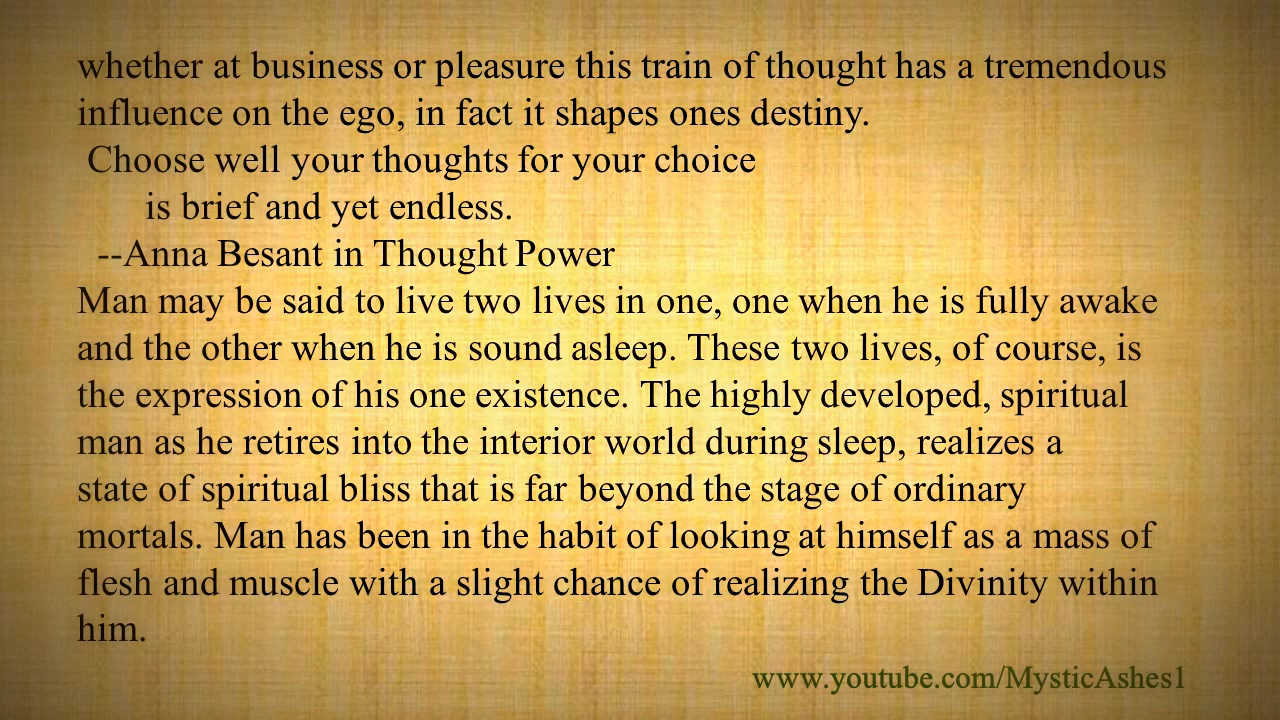 whether at business or pleasure this train of thought has a tremendous
influence on the ego, in fact it shapes ones destiny.
Choose well your thoughts for your choice
is brief and yet endless.
--Anna Besant in Thought Power
Man may be said to live two lives in one, one when he is fully awake
and the other when he is sound asleep. These two lives, of course, is
the expression of his one existence. The highly developed, spiritual
man as he retires into the interior world during sleep, realizes a
state of spiritual bliss that is far beyond the stage of ordinary
mortals. Man has been in the habit of looking at himself as a mass of
flesh and muscle with a slight chance of realizing the Divinity within
him.
www.youtube.com/MysticAshes1